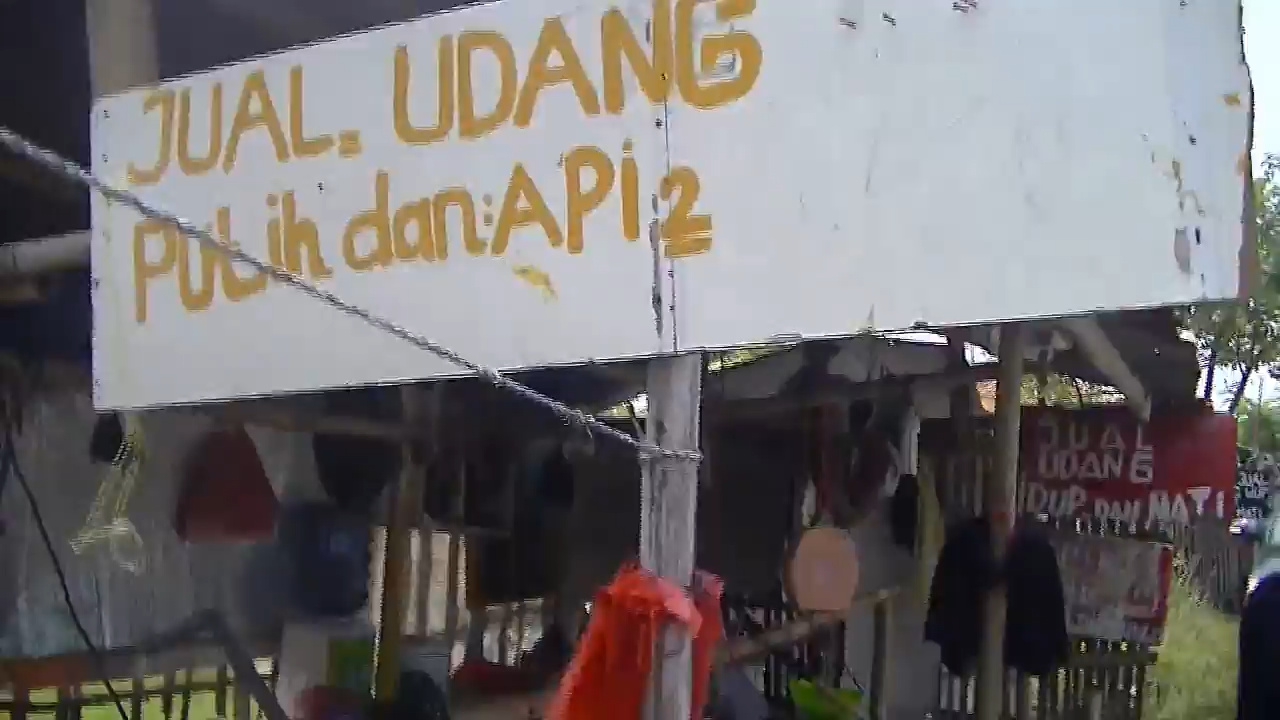 JUAL. UDANG
PUtih dan: APi 2
JUAL
UDANG
IDUP DAN MATI